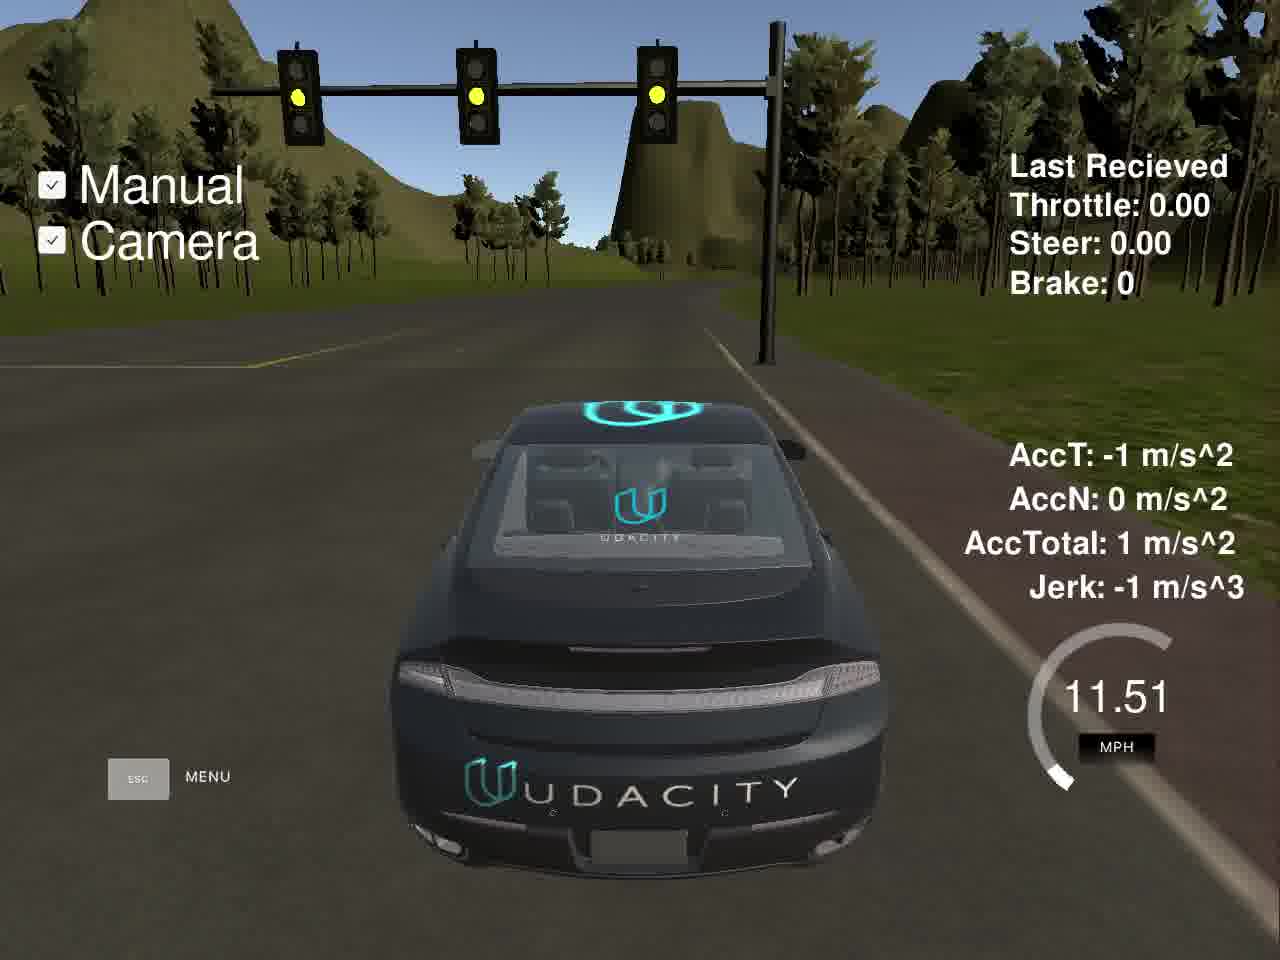 Manual
Camera
Last Recieved
Throttle: 0.00
Steer: 0.00
Brake: 0
AccT: -1 m/s^2
AccN: 0 m/s^2
AccTotal: 1 m/s^2
Jerk: -1 m/s^3
11.51
MPH
ESC MENU
UDACITY
UDACITY